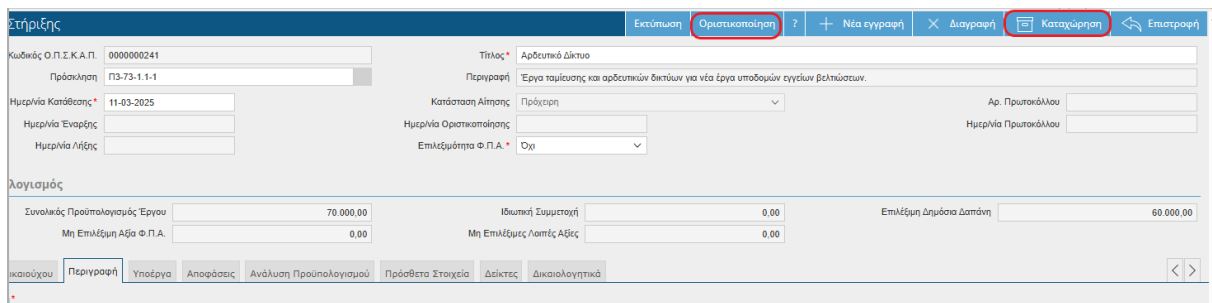 Στήριξης Εκτύπωση Οριστικοποίηση ? Νέα εγγραφή Διαγραφή Καταχώρηση Επιστροφή
Κωδικός Ο.Π.Σ.Κ.Α.Π. 0000000241 Τίτλος* Αρδευτικό Δίκτυο
Πρόσκληση Π3-73-1.1-1 Περιγραφή Έργα ταμίευσης και αρδευτικών δικτύων για νέα έργα υποδομών εγγείων βελτιώσεων.
Ημερ/νία Κατάθεσης* 11-03-2025 Κατάσταση Αίτησης Πρόχειρη Αρ. Πρωτοκόλλου
Ημερ/νία Έναρξης Ημερ/νία Οριστικοποίησης Ημερ/νία Πρωτοκόλλου
Ημερ/νία Λήξης Επιλεξιμότητα Φ.Π.Α.* Όχι
λογισμός
Συνολικός Προϋπολογισμός Έργου 70.000,00 Ιδιωτική Συμμετοχή 0,00 Επιλέξιμη Δημόσια Δαπάνη 60.000,00
Μη Επιλέξιμη Αξία Φ.Π.Α. 0,00 Μη Επιλέξιμες Λοιπές Αξίες 0,00
ικαιούχου Περιγραφή Υποέργα Αποφάσεις Ανάλυση Προϋπολογισμού Πρόσθετα Στοιχεία Δείκτες Δικαιολογητικά
*